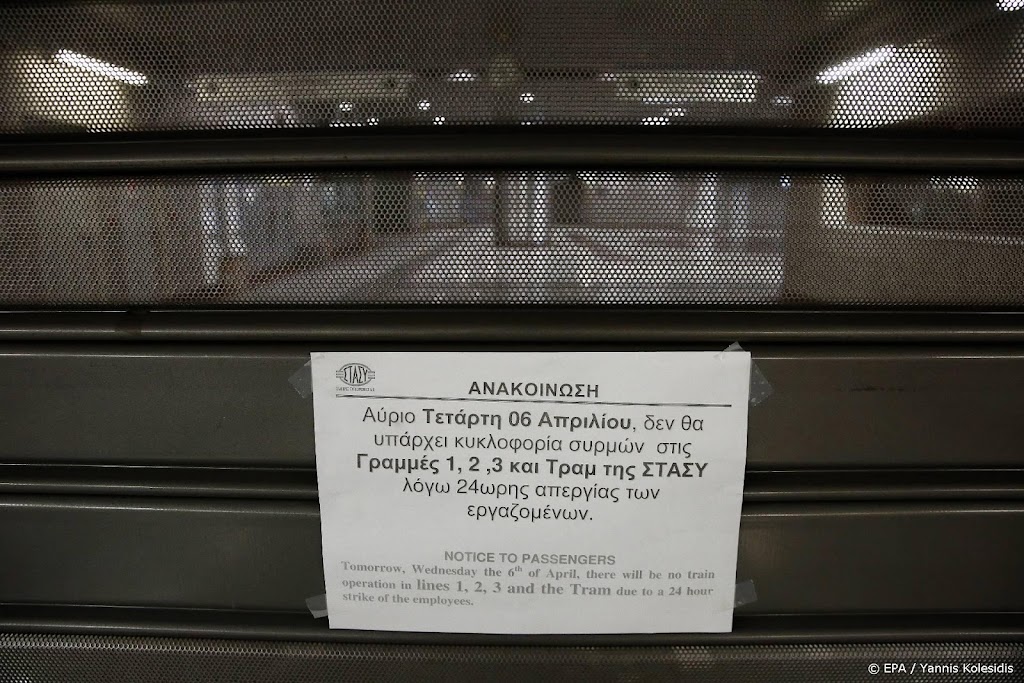 ΣΤΑΣΥ
ΑΝΑΚΟΙΝΩΣΗ
Αύριο Τετάρτη 06 Απριλίου, δεν θα
υπάρχει κυκλοφορία συρμών στις
Γραμμές 1, 2 ,3 και Τραμ της ΣΤΑΣΥ
λόγω 24ωρης απεργίας των
εργαζομένων.
NOTICE TO PASSENGERS
Tomorrow, Wednesday the 6th of April, there will be no train
operation in lines 1, 2, 3 and the Tram due to a 24 hour
strike of the employees.
© EPA / Yannis Kolesidis